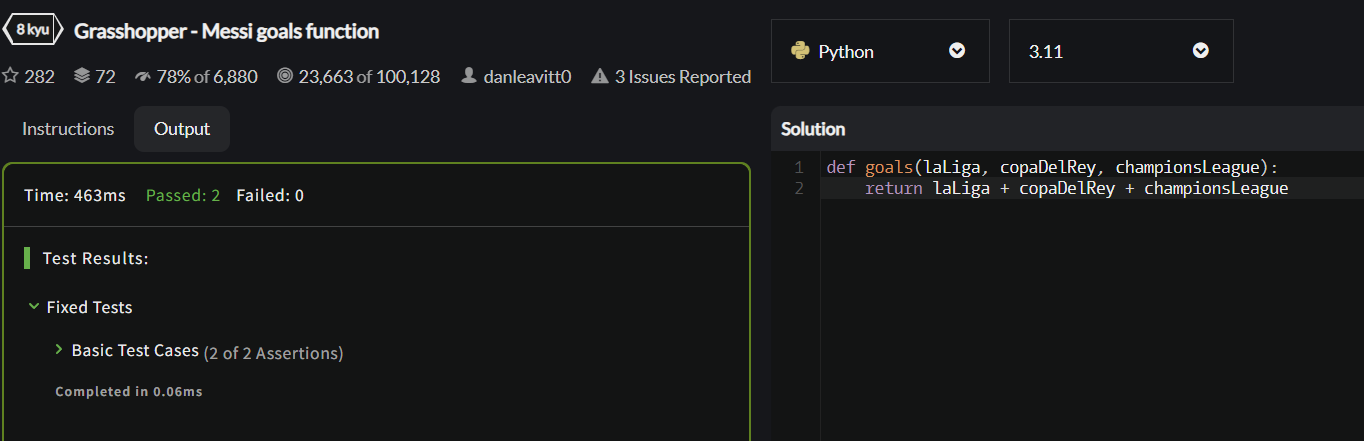 8 kyu Grasshopper - Messi goals function
282 72 78% of 6,880 23,663 of 100,128 danleavitt0 3 Issues Reported
Instructions Output
Time: 463ms Passed: 2 Failed: 0
Test Results:
Fixed Tests
Basic Test Cases (2 of 2 Assertions)
Completed in 0.06ms
Python 3.11
Solution
1 def goals(laLiga, copaDelRey, championsLeague):
2     return laLiga + copaDelRey + championsLeague